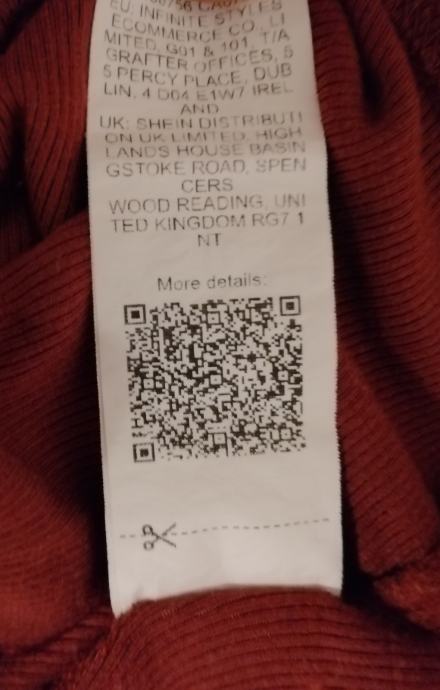 EU: INFINITE STYLES
ECOMMERCE CO., LI
MITED, G01 & 101, T/A
GRAFTER OFFICES, 5
5 PERCY PLACE, DUB
LIN, 4 D04 E1W7 IREL
AND
UK: SHEIN DISTRIBUTI
ON UK LIMITED, HIGH
LANDS HOUSE BASIN
GSTOKE ROAD, SPEN
CERS
WOOD READING, UNI
TED KINGDOM RG7 1
NT
More details: